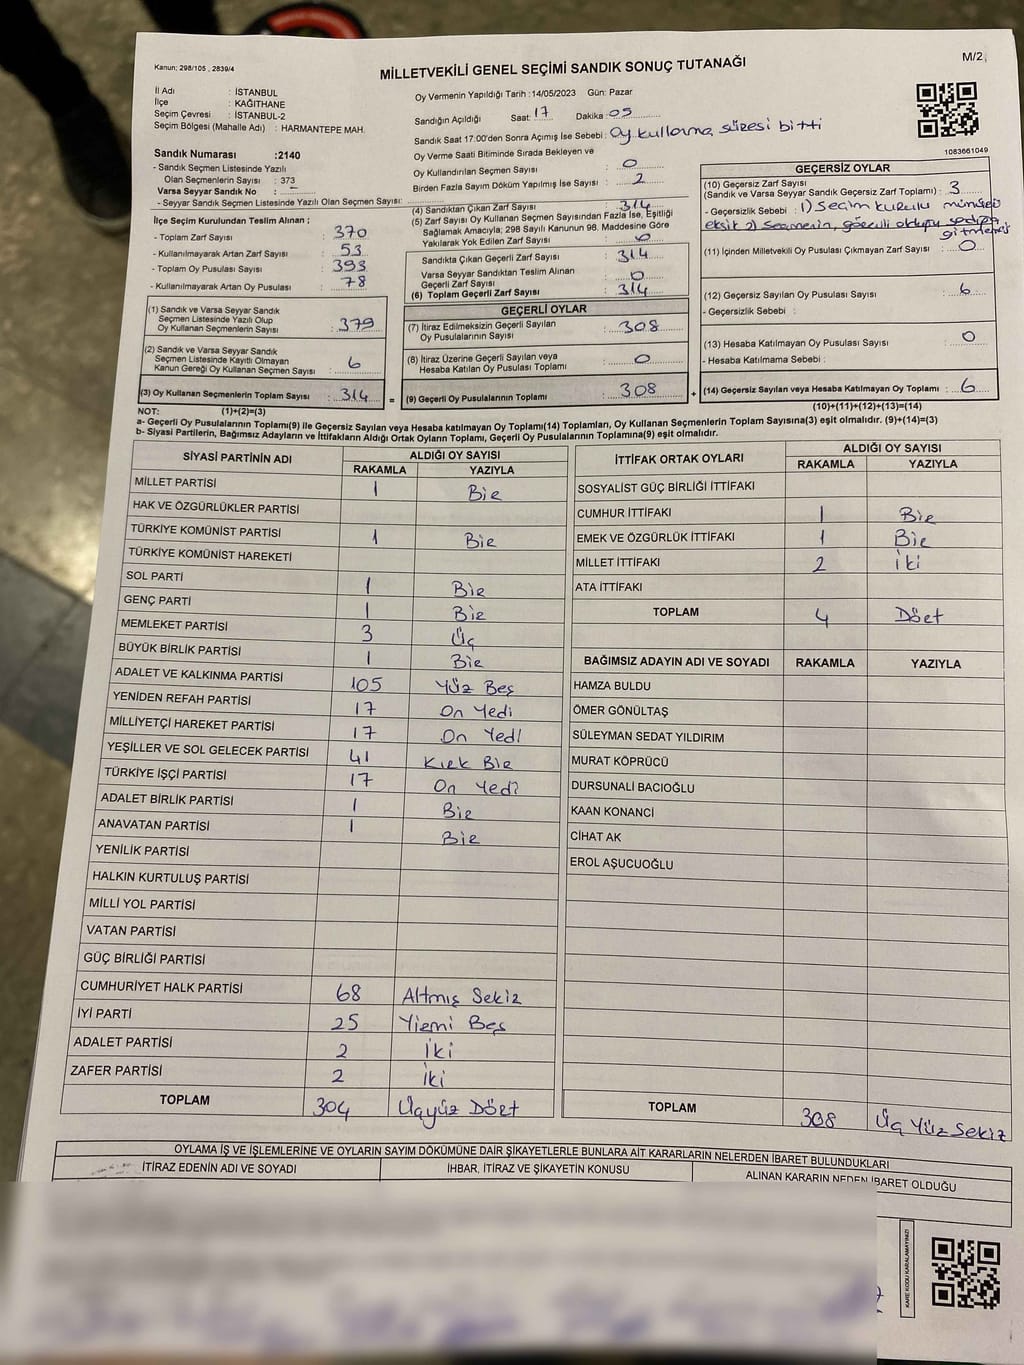 Kanun; 298/105 , 2839/4
MİLLETVEKİLİ GENEL SEÇİMİ SANDIK SONUÇ TUTANAĞI
M/2
İl Adı : İSTANBUL
İlçe : KAĞITHANE
Seçim Çevresi : İSTANBUL-2
Seçim Bölgesi (Mahalle Adı) : HARMANTEPE MAH.
Sandık Numarası :2140
- Sandık Seçmen Listesinde Yazılı
Olan Seçmenlerin Sayısı : 373
Varsa Seyyar Sandık No : –
- Seyyar Sandık Seçmen Listesinde Yazılı Olan Seçmen Sayısı:
İlçe Seçim Kurulundan Teslim Alınan ;
- Toplam Zarf Sayısı : 370
- Kullanılmayarak Artan Zarf Sayısı : 53
- Toplam Oy Pusulası Sayısı : 393
- Kullanılmayarak Artan Oy Pusulası : 78
(1) Sandık ve Varsa Seyyar Sandık
Seçmen Listesinde Yazılı Olup
Oy Kullanan Seçmenlerin Sayısı : 379
(2) Sandık ve Varsa Seyyar Sandık
Seçmen Listesinde Kayıtlı Olmayan
Kanun Gereği Oy Kullanan Seçmen Sayısı : 6
(3) Oy Kullanan Seçmenlerin Toplam Sayısı : 314 =
Oy Vermenin Yapıldığı Tarih : 14/05/2023 Gün: Pazar
Sandığın Açıldığı Saat: 17 Dakika : 05
Sandık Saat 17:00'den Sonra Açımış İse Sebebi : Oy kullanma süresi bitti
Oy Verme Saati Bitiminde Sırada Bekleyen ve
Oy Kullandırılan Seçmen Sayısı : 0
Birden Fazla Sayım Döküm Yapılmış İse Sayısı : 2
(4) Sandıktan Çıkan Zarf Sayısı : 314
(5) Zarf Sayısı Oy Kullanan Seçmen Sayısından Fazla İse, Eşitliği
Sağlamak Amacıyla; 298 Sayılı Kanunun 98. Maddesine Göre
Yakılarak Yok Edilen Zarf Sayısı : 0
Sandıkta Çıkan Geçerli Zarf Sayısı : 314
Varsa Seyyar Sandıktan Teslim Alınan
Geçerli Zarf Sayısı : 0
(6) Toplam Geçerli Zarf Sayısı : 314
GEÇERLİ OYLAR
(7) İtiraz Edilmeksizin Geçerli Sayılan
Oy Pusulalarının Sayısı : 308
(8) İtiraz Üzerine Geçerli Sayılan veya
Hesaba Katılan Oy Pusulası Toplamı : 0
(9) Geçerli Oy Pusulalarının Toplamı : 308 +
1083661049
GEÇERSİZ OYLAR
(10) Geçersiz Zarf Sayısı
(Sandık ve Varsa Seyyar Sandık Geçersiz Zarf Toplamı) : 3
- Geçersizlik Sebebi : 1) Seçim kurulu mührü
eksik 2) Seçmenin, görevli olduğu
gitmemesi
(11) İçinden Milletvekili Oy Pusulası Çıkmayan Zarf Sayısı : 0
(12) Geçersiz Sayılan Oy Pusulası Sayısı : 6
- Geçersizlik Sebebi :
(13) Hesaba Katılmayan Oy Pusulası Sayısı : 0
- Hesaba Katılmama Sebebi :
(14) Geçersiz Sayılan veya Hesaba Katılmayan Oy Toplamı : 6
NOT: (1)+(2)=(3) (10)+(11)+(12)+(13)=(14)
a- Geçerli Oy Pusulalarının Toplamı(9) ile Geçersiz Sayılan veya Hesaba katılmayan Oy Toplamı(14) Toplamları, Oy Kullanan Seçmenlerin Toplam Sayısına(3) eşit olmalıdır. (9)+(14)=(3)
b- Siyasi Partilerin, Bağımsız Adayların ve İttifakların Aldığı Ortak Oyların Toplamı, Geçerli Oy Pusulalarının Toplamına(9) eşit olmalıdır.
SİYASİ PARTİNİN ADI ALDIĞI OY SAYISI
RAKAMLA YAZIYLA
MİLLET PARTİSİ 1 Bir
HAK VE ÖZGÜRLÜKLER PARTİSİ
TÜRKİYE KOMÜNİST PARTİSİ 1 Bir
TÜRKİYE KOMÜNİST HAREKETİ
SOL PARTİ 1 Bir
GENÇ PARTİ 1 Bir
MEMLEKET PARTİSİ 3 Üç
BÜYÜK BİRLİK PARTİSİ 1 Bir
ADALET VE KALKINMA PARTİSİ 105 Yüz Beş
YENİDEN REFAH PARTİSİ 17 On Yedi
MİLLİYETÇİ HAREKET PARTİSİ 17 On Yedi
YEŞİLLER VE SOL GELECEK PARTİSİ 41 Kırk Bir
TÜRKİYE İŞÇİ PARTİSİ 17 On Yedi
ADALET BİRLİK PARTİSİ 1 Bir
ANAVATAN PARTİSİ 1 Bir
YENİLİK PARTİSİ
HALKIN KURTULUŞ PARTİSİ
MİLLİ YOL PARTİSİ
VATAN PARTİSİ
GÜÇ BİRLİĞİ PARTİSİ
CUMHURİYET HALK PARTİSİ 68 Altmış Sekiz
İYİ PARTİ 25 Yirmi Beş
ADALET PARTİSİ 2 İki
ZAFER PARTİSİ 2 İki
TOPLAM 304 Üçyüz Dört
İTTİFAK ORTAK OYLARI ALDIĞI OY SAYISI
RAKAMLA YAZIYLA
SOSYALİST GÜÇ BİRLİĞİ İTTİFAKI
CUMHUR İTTİFAKI 1 Bir
EMEK VE ÖZGÜRLÜK İTTİFAKI 1 Bir
MİLLET İTTİFAKI 2 İki
ATA İTTİFAKI
TOPLAM 4 Dört
BAĞIMSIZ ADAYIN ADI VE SOYADI RAKAMLA YAZIYLA
HAMZA BULDU
ÖMER GÖNÜLTAŞ
SÜLEYMAN SEDAT YILDIRIM
MURAT KÖPRÜCÜ
DURSUNALİ BACIOĞLU
KAAN KONANCİ
CİHAT AK
EROL AŞUCUOĞLU
TOPLAM 308 Üç Yüz Sekiz
OYLAMA İŞ VE İŞLEMLERİNE VE OYLARIN SAYIM DÖKÜMÜNE DAİR ŞİKAYETLERLE BUNLARA AİT KARARLARIN NELERDEN İBARET BULUNDUKLARI
İTİRAZ EDENİN ADI VE SOYADI İHBAR, İTİRAZ VE ŞİKAYETİN KONUSU ALINAN KARARIN NEDEN İBARET OLDUĞU
KARE KODU KARALAMAYINIZ!